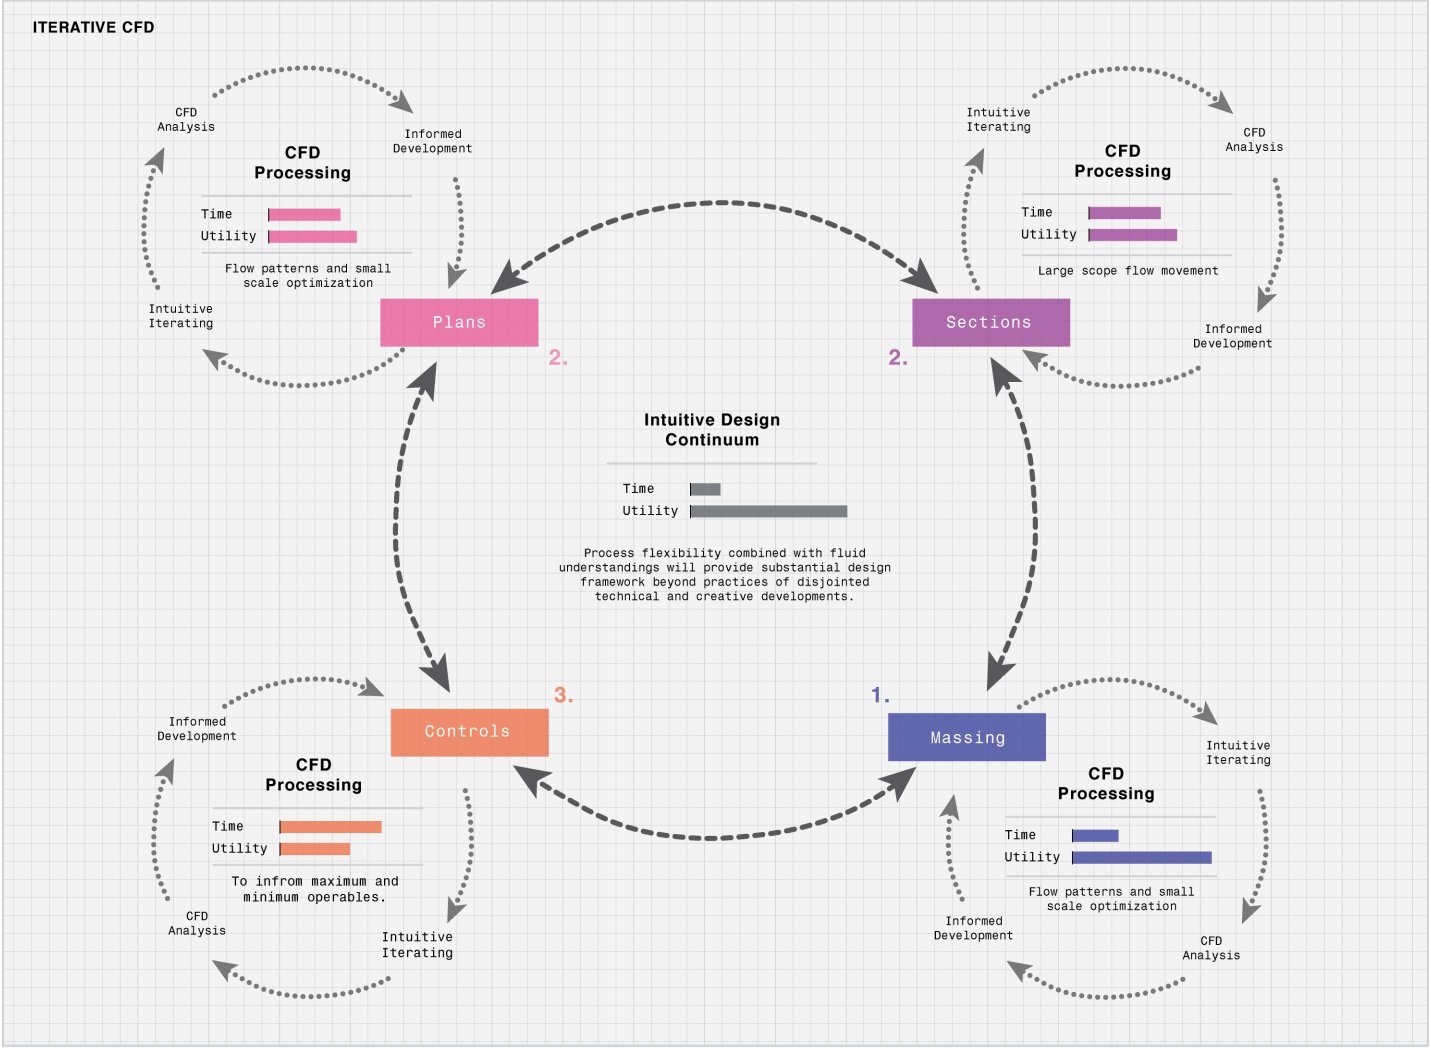 ITERATIVE CFD
CFD
Analysis
Informed
Development
CFD
Processing
Time
Utility
Flow patterns and small
scale optimization
Intuitive
Iterating
Plans
2.
Intuitive
Iterating
CFD
Analysis
CFD
Processing
Time
Utility
Large scope flow movement
Informed
Development
Sections
2.
Intuitive Design
Continuum
Time
Utility
Process flexibility combined with fluid
understandings will provide substantial design
framework beyond practices of disjointed
technical and creative developments.
3.
Controls
Informed
Development
CFD
Processing
Time
Utility
To infrom maximum and
minimum operables.
CFD
Analysis
Intuitive
Iterating
1.
Massing
Intuitive
Iterating
CFD
Processing
Time
Utility
Flow patterns and small
scale optimization
Informed
Development
CFD
Analysis